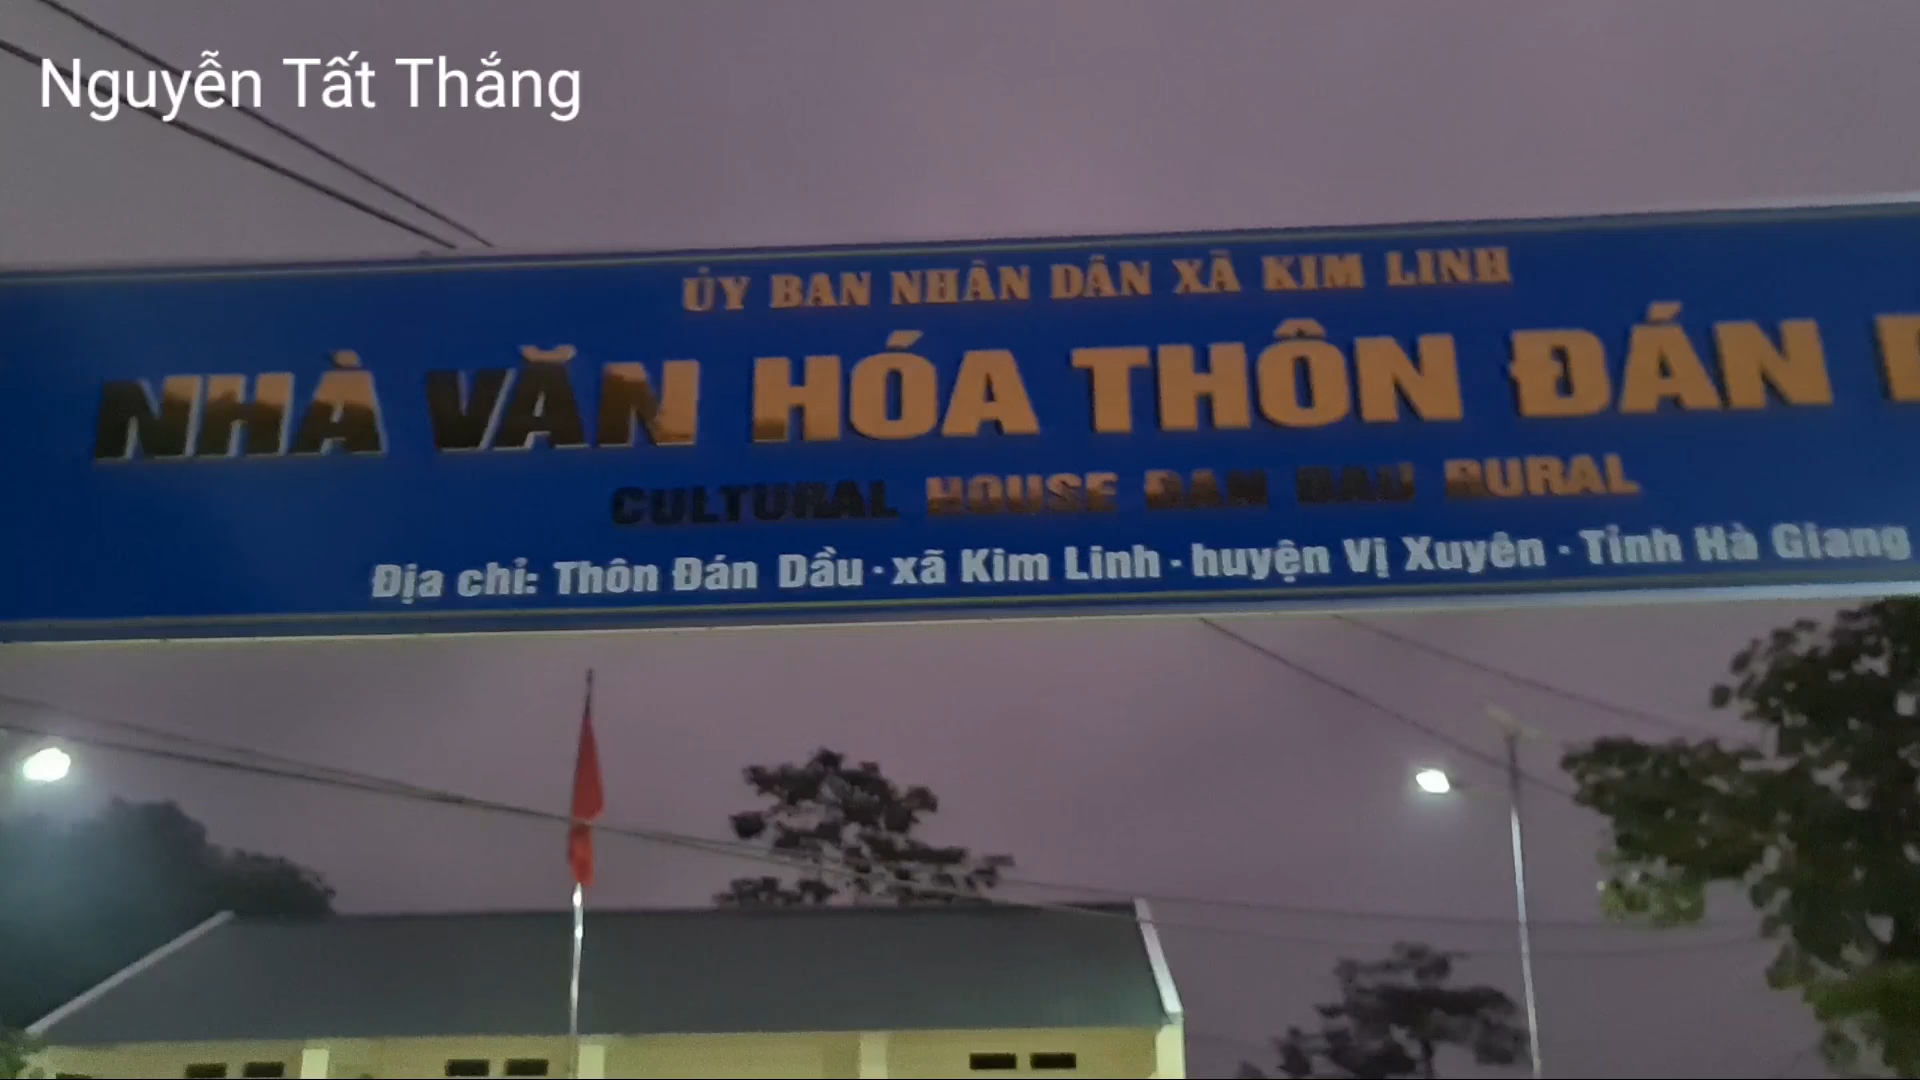 Nguyễn Tất Thắng
ỦY BAN NHÂN DÂN XÃ KIM LINH
NHÀ VĂN HÓA THÔN ĐÁN
CULTURAL HOUSE ĐAN DAU RURAL
Địa chỉ: Thôn Đán Dầu - xã Kim Linh - huyện Vị Xuyên - Tỉnh Hà Giang